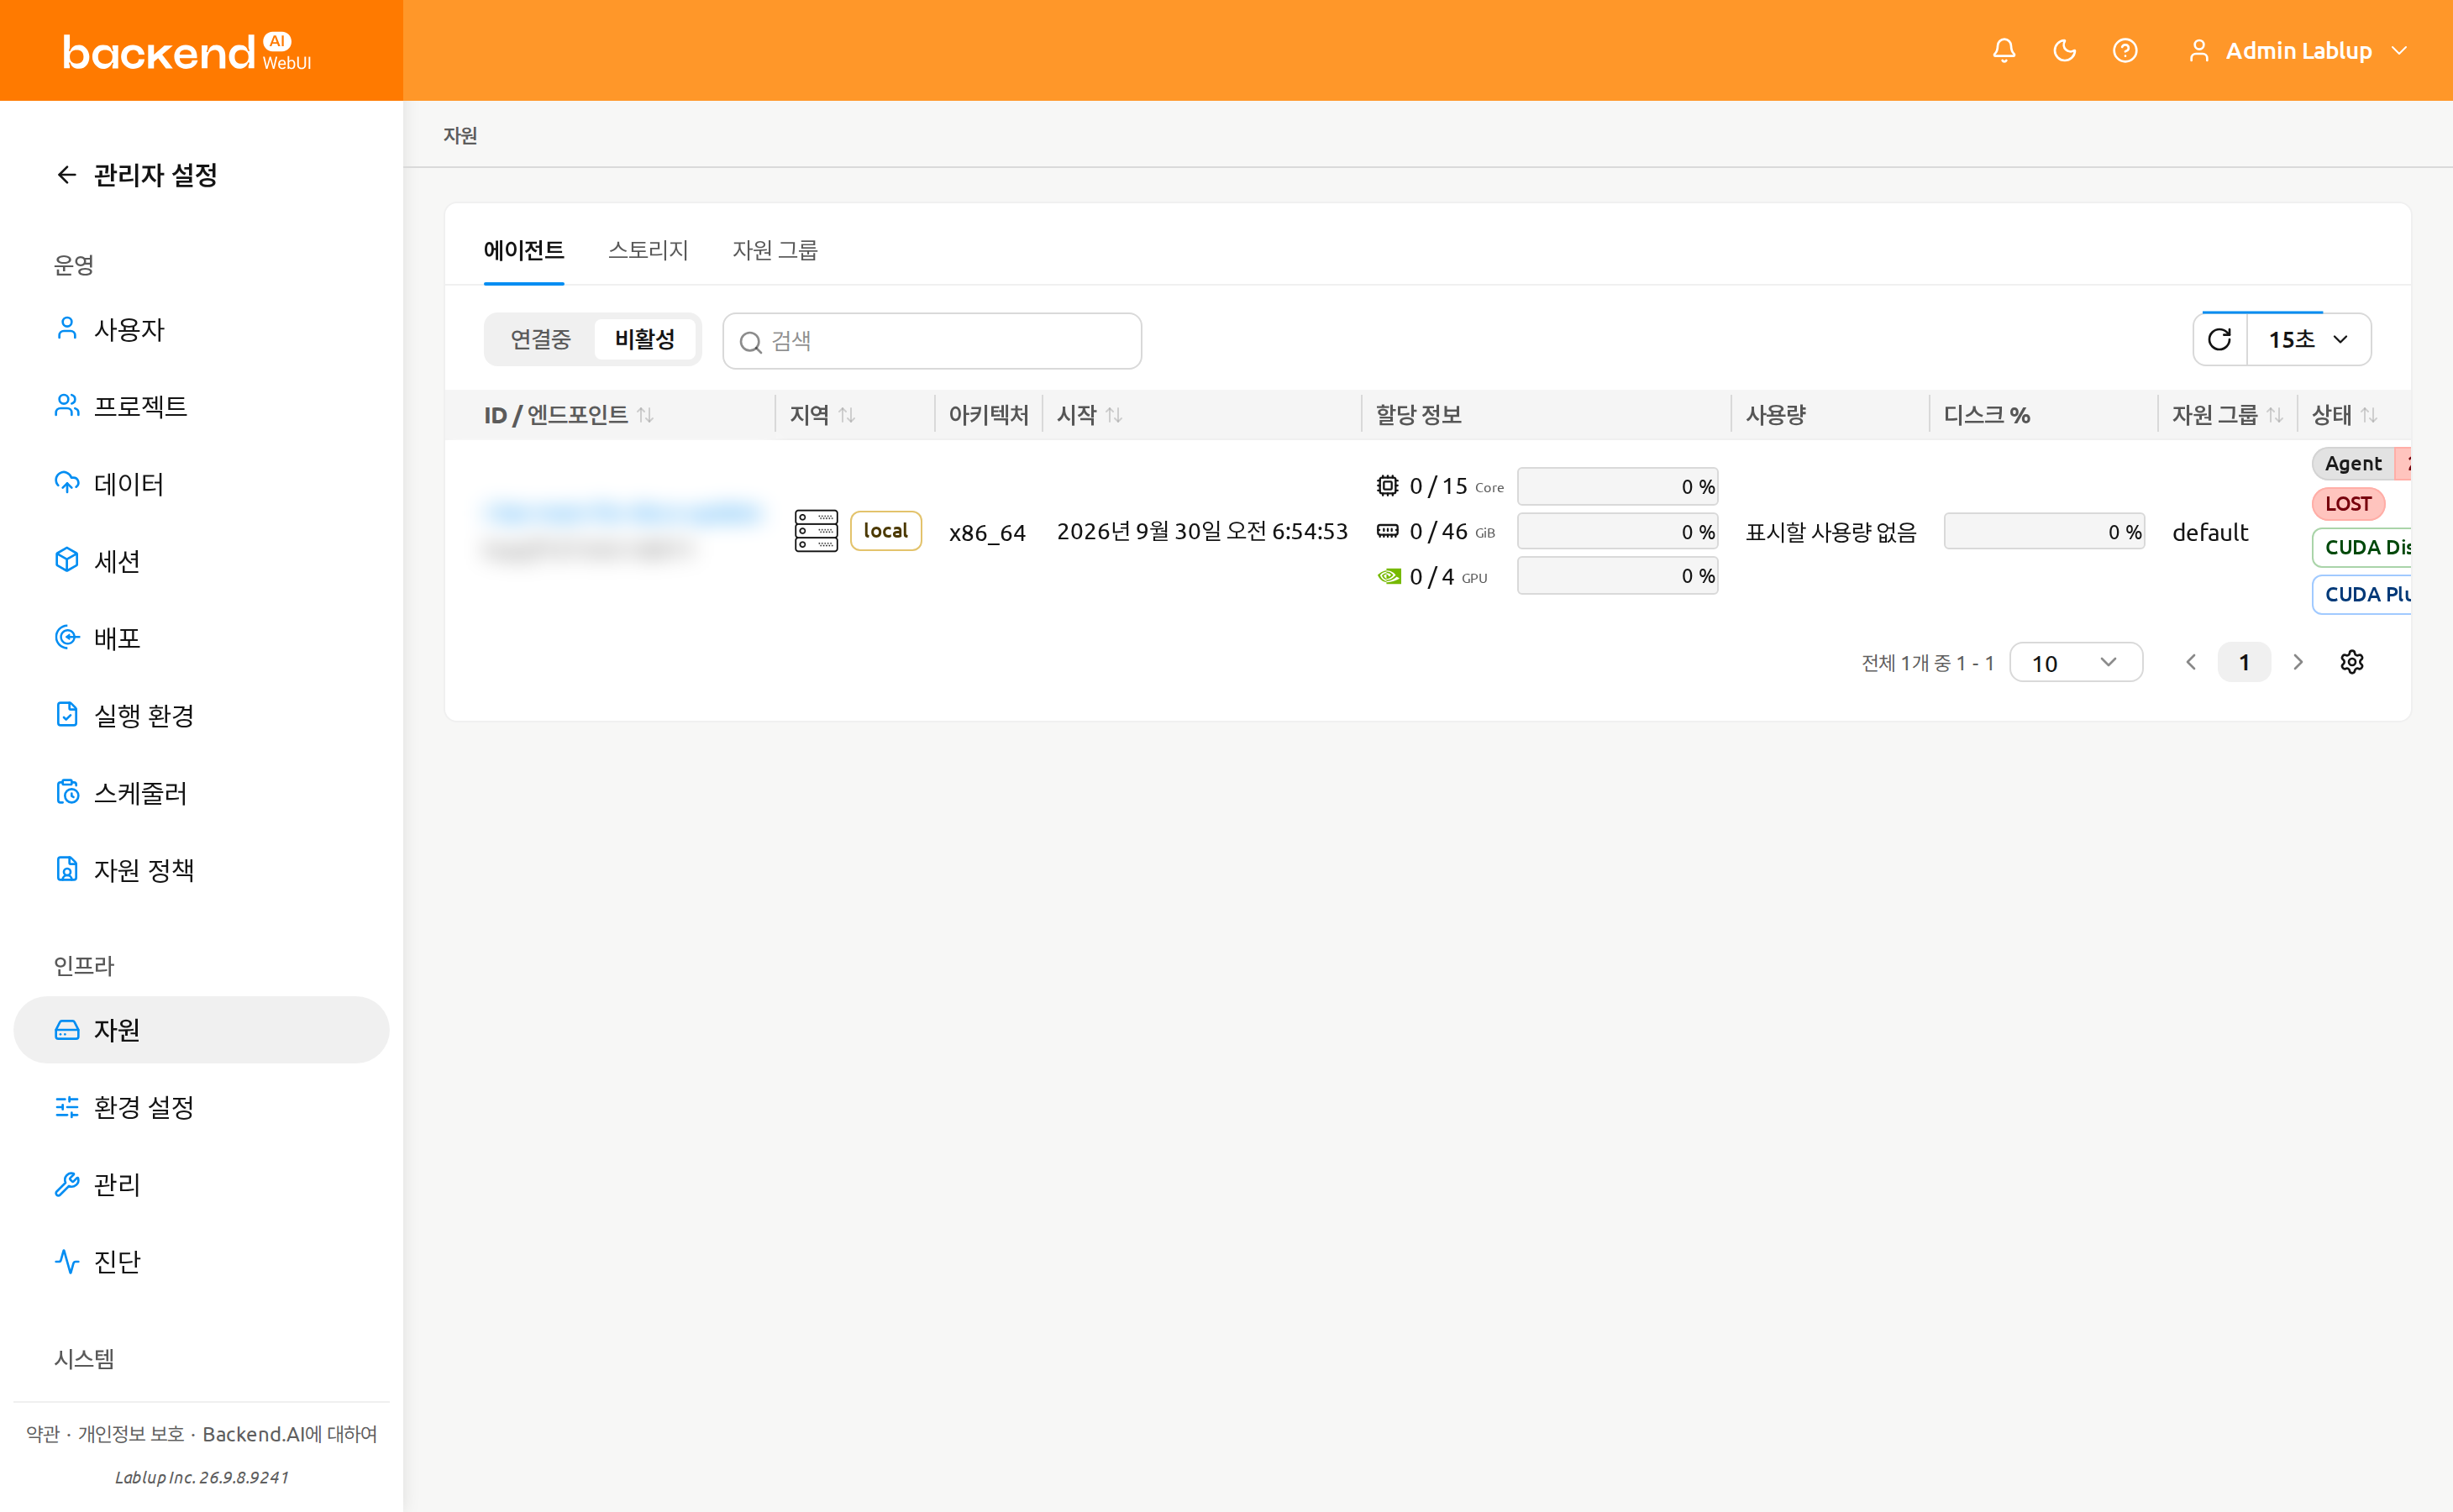 backend AI WebUI
Admin Lablup
관리자 설정
운영
사용자
프로젝트
데이터
세션
배포
실행 환경
스케줄러
자원 정책
인프라
자원
환경 설정
관리
진단
시스템
약관 · 개인정보 보호 · Backend.AI에 대하여
Lablup Inc. 26.9.8.9241
자원
에이전트 스토리지 자원 그룹
연결중 비활성 검색 15초
ID / 엔드포인트 지역 아키텍처 시작 할당 정보 사용량 디스크 % 자원 그룹 상태
local x86_64 2026년 9월 30일 오전 6:54:53
0 / 15 Core 0 %
0 / 46 GiB 0 %
0 / 4 GPU 0 %
표시할 사용량 없음 0 % default
Agent
LOST
CUDA
CUDA
전체 1개 중 1 - 1 10 1